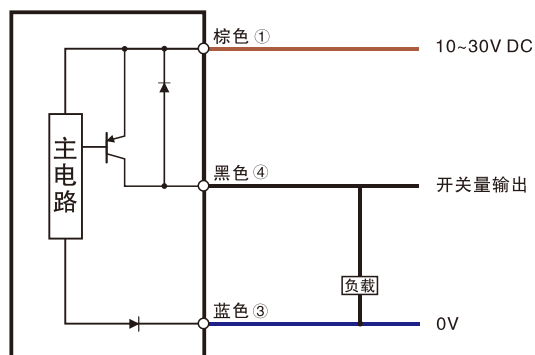 棕色 ①
10~30V DC
主电路
黑色 ④
开关量输出
负载
蓝色 ③
0V